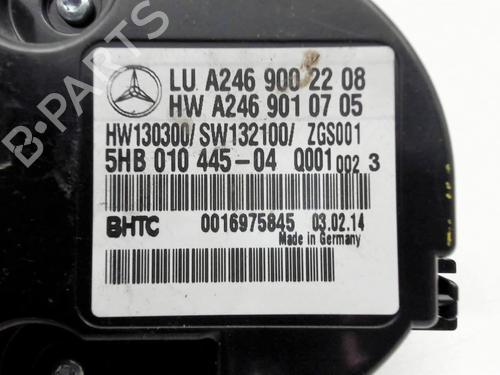 LU A246 900 22 08
HW A246 901 07 05
HW130300/ SW132100/ ZGS001
5HB 010 445-04 Q001 002 3
BHTC 0016975845 03.02.14
Made in Germany